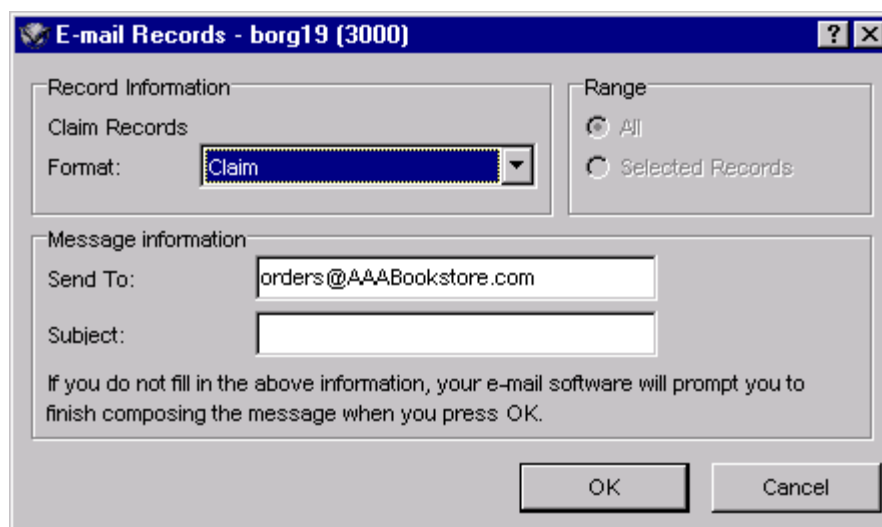 E-mail Records - borg19 (3000)
Record Information
Claim Records
Format: Claim
Range
All
Selected Records
Message information
Send To: orders@AAABookstore.com
Subject:
If you do not fill in the above information, your e-mail software will prompt you to
finish composing the message when you press OK.
OK
Cancel